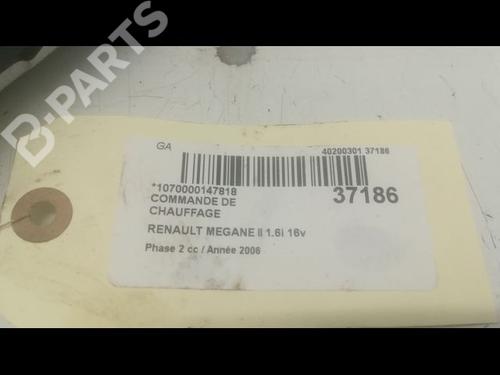 B-PARTS
GA
40200301 37186
*1070000147818
37186
COMMANDE DE
CHAUFFAGE
RENAULT MEGANE II 1.6i 16v
Phase 2 cc / Année 2006